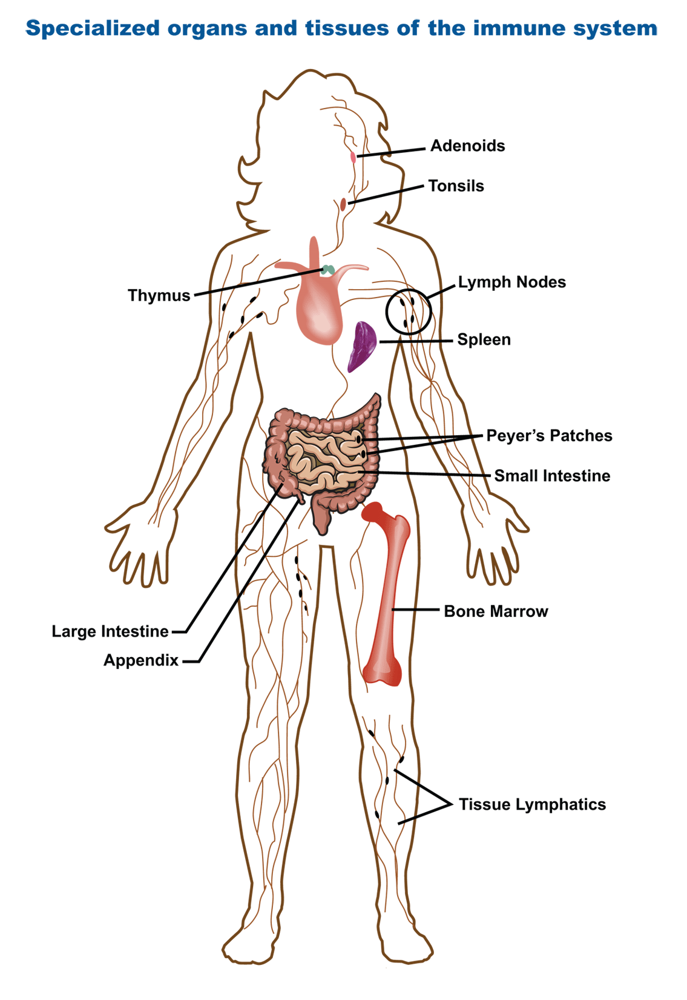 Specialized organs and tissues of the immune system
Adenoids
Tonsils
Lymph Nodes
Thymus
Spleen
Peyer’s Patches
Small Intestine
Bone Marrow
Large Intestine
Appendix
Tissue Lymphatics